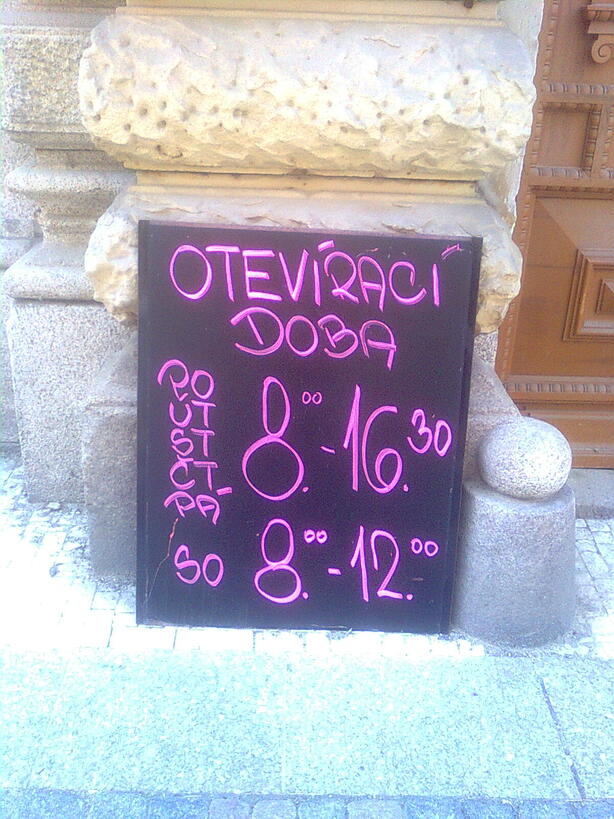 OTEVÍRACÍ
DOBA
PO
ÚT
ST
ČT
PÁ
8.00 - 16.30
SO 8.00 - 12.00